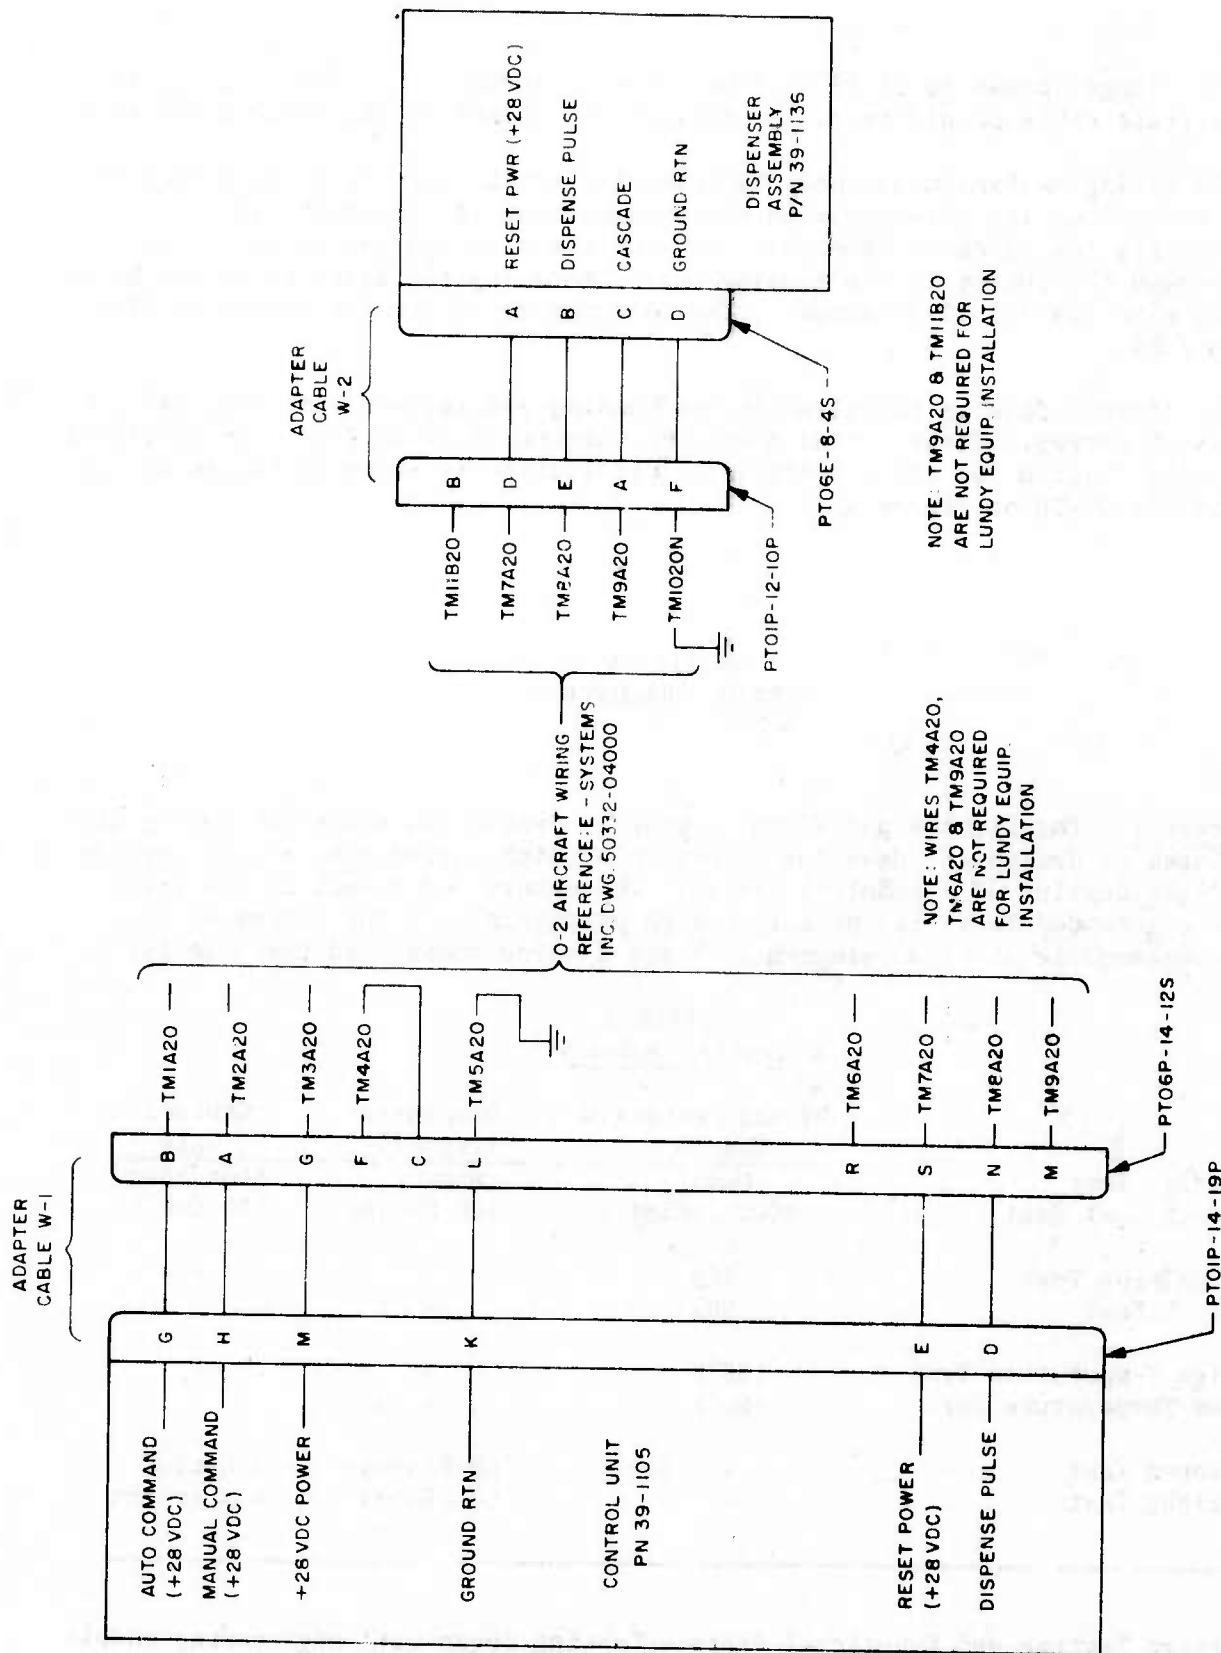 ADAPTER
CABLE W-1
AUTO COMMAND
(+28 VDC)
MANUAL COMMAND
(+28 VDC)
+28 VDC POWER
GROUND RTN
CONTROL UNIT
PN 39-1105
RESET POWER
(+28 VDC)
DISPENSE PULSE
G
H
M
K
E
D
PT01P-14-19P
B
A
G
F
C
L
R
S
N
M
PT06P-14-12S
TM1A20
TM2A20
TM3A20
TM4A20
TM5A20
TM6A20
TM7A20
TM8A20
TM9A20
O-2 AIRCRAFT WIRING
REFERENCE - SYSTEMS
INC. DWG. 50332-04000
NOTE: WIRES TM4A20,
TM6A20 & TM9A20
ARE NOT REQUIRED
FOR LUNDY EQUIP.
INSTALLATION
ADAPTER
CABLE
W-2
TM11B20
TM7A20
TM8A20
TM9A20
TM1020N
B
D
E
A
F
PT01P-12-10P
A
B
C
D
PT06E-8-4S
RESET PWR (+28 VDC)
DISPENSE PULSE
CASCADE
GROUND RTN
DISPENSER
ASSEMBLY
P/N 39-1136
NOTE: TM9A20 & TM11B20
ARE NOT REQUIRED FOR
LUNDY EQUIP. INSTALLATION